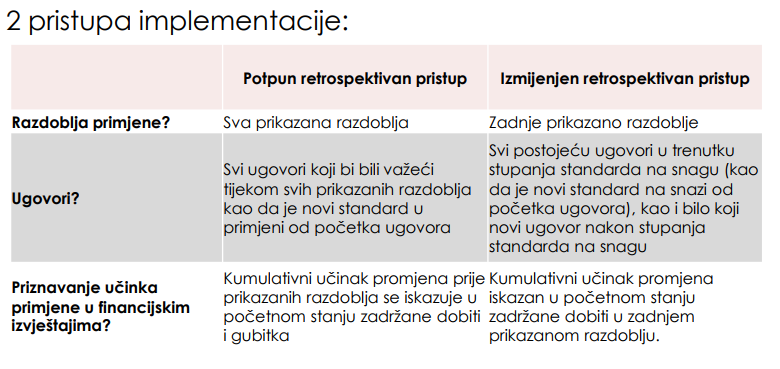 2 pristupa implementacije:
Potpun retrospektivan pristup
Izmijenjen retrospektivan pristup
Razdoblja primjene?
Sva prikazana razdoblja
Zadnje prikazano razdoblje
Ugovori?
Svi ugovori koji bi bili važeći
tijekom svih prikazanih razdoblja
kao da je novi standard u
primjeni od početka ugovora
Svi postojeću ugovori u trenutku
stupanja standarda na snagu (kao
da je novi standard na snazi od
početka ugovora), kao i bilo koji
novi ugovor nakon stupanja
standarda na snagu
Priznavanje učinka
primjene u financijskim
izvještajima?
Kumulativni učinak promjena prije
prikazanih razdoblja se iskazuje u
početnom stanju zadržane dobiti
i gubitka
Kumulativni učinak promjena
iskazan u početnom stanju
zadržane dobiti u zadnjem
prikazanom razdoblju.